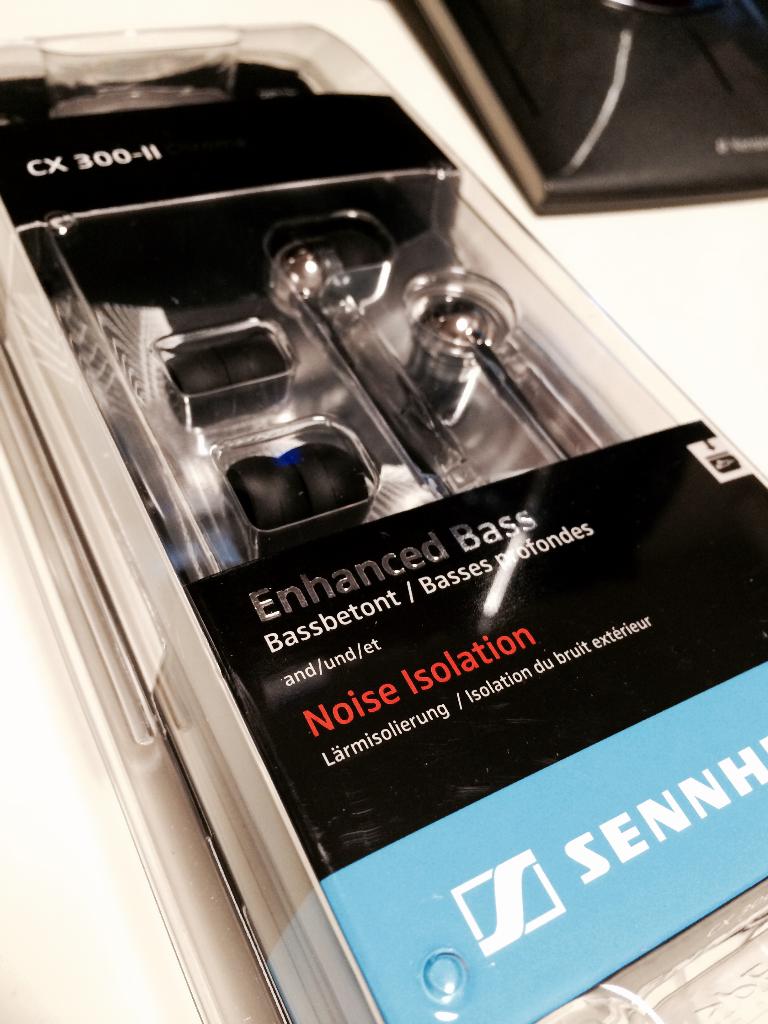 CX 300-II
Enhanced Bass
Bassbetont / Basses profondes
and/und/et
Noise Isolation
Lärmisolierung / Isolation du bruit extérieur
SENNH